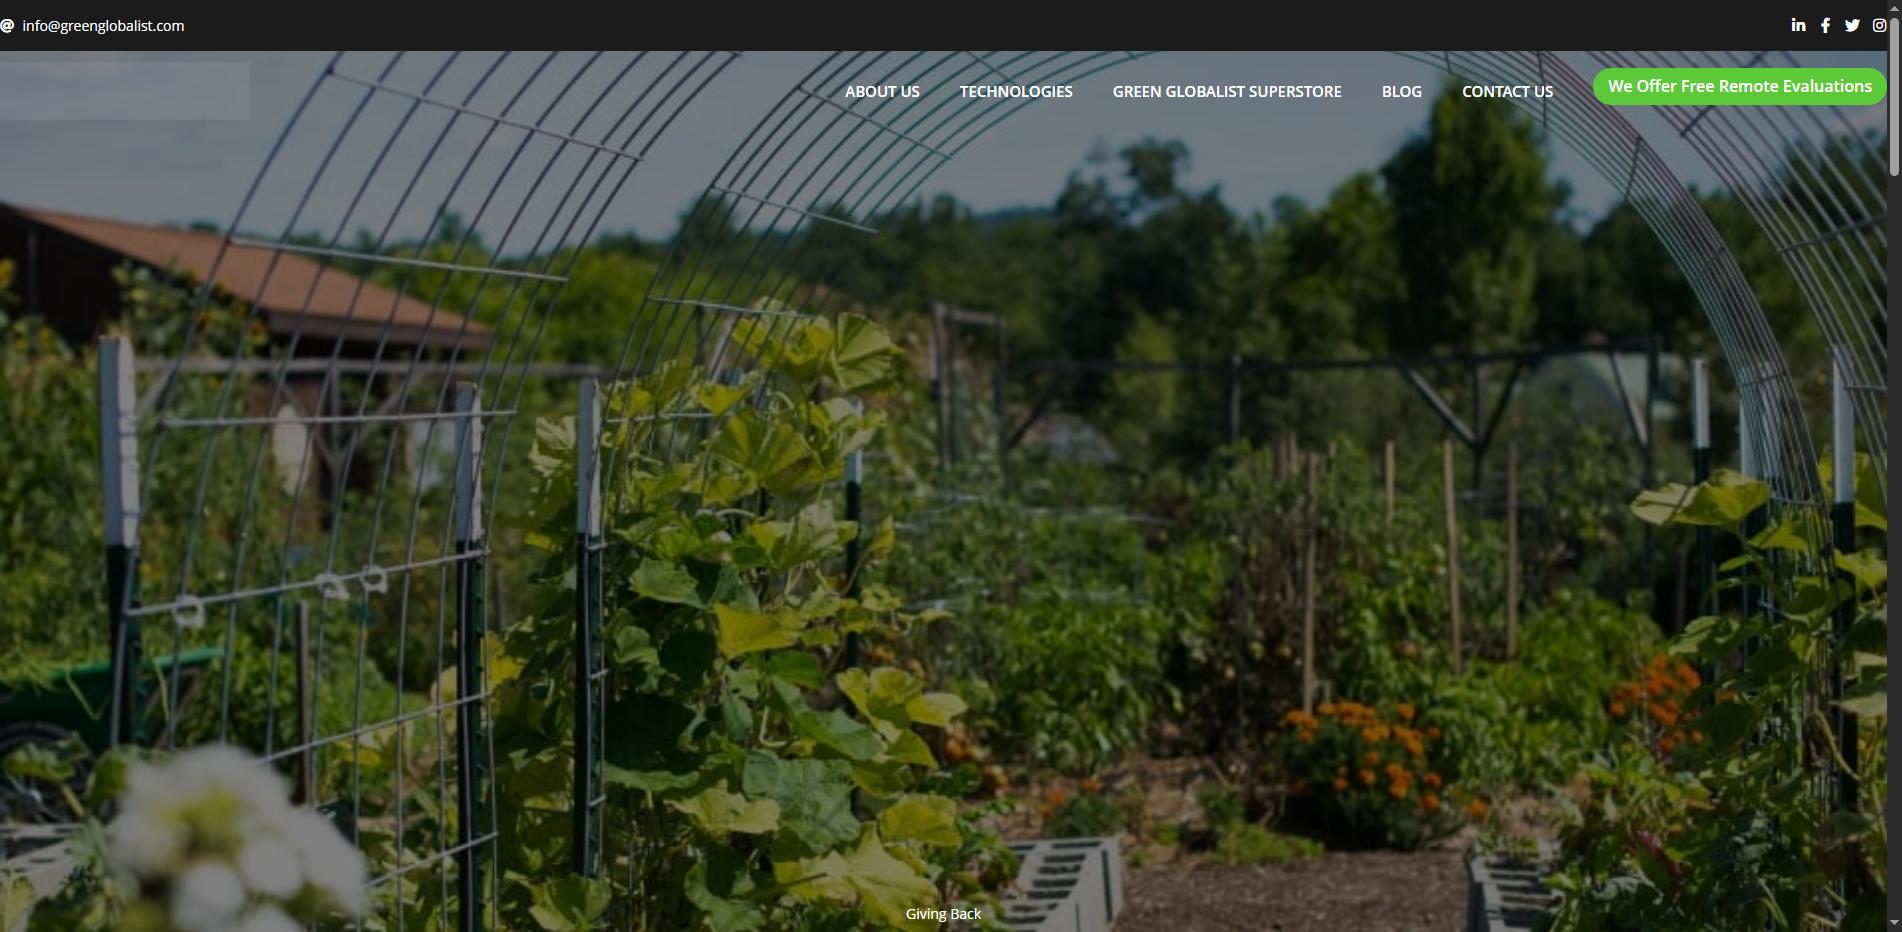 info@greenglobalist.com
ABOUT US
TECHNOLOGIES
GREEN GLOBALIST SUPERSTORE
BLOG
CONTACT US
We Offer Free Remote Evaluations
Giving Back